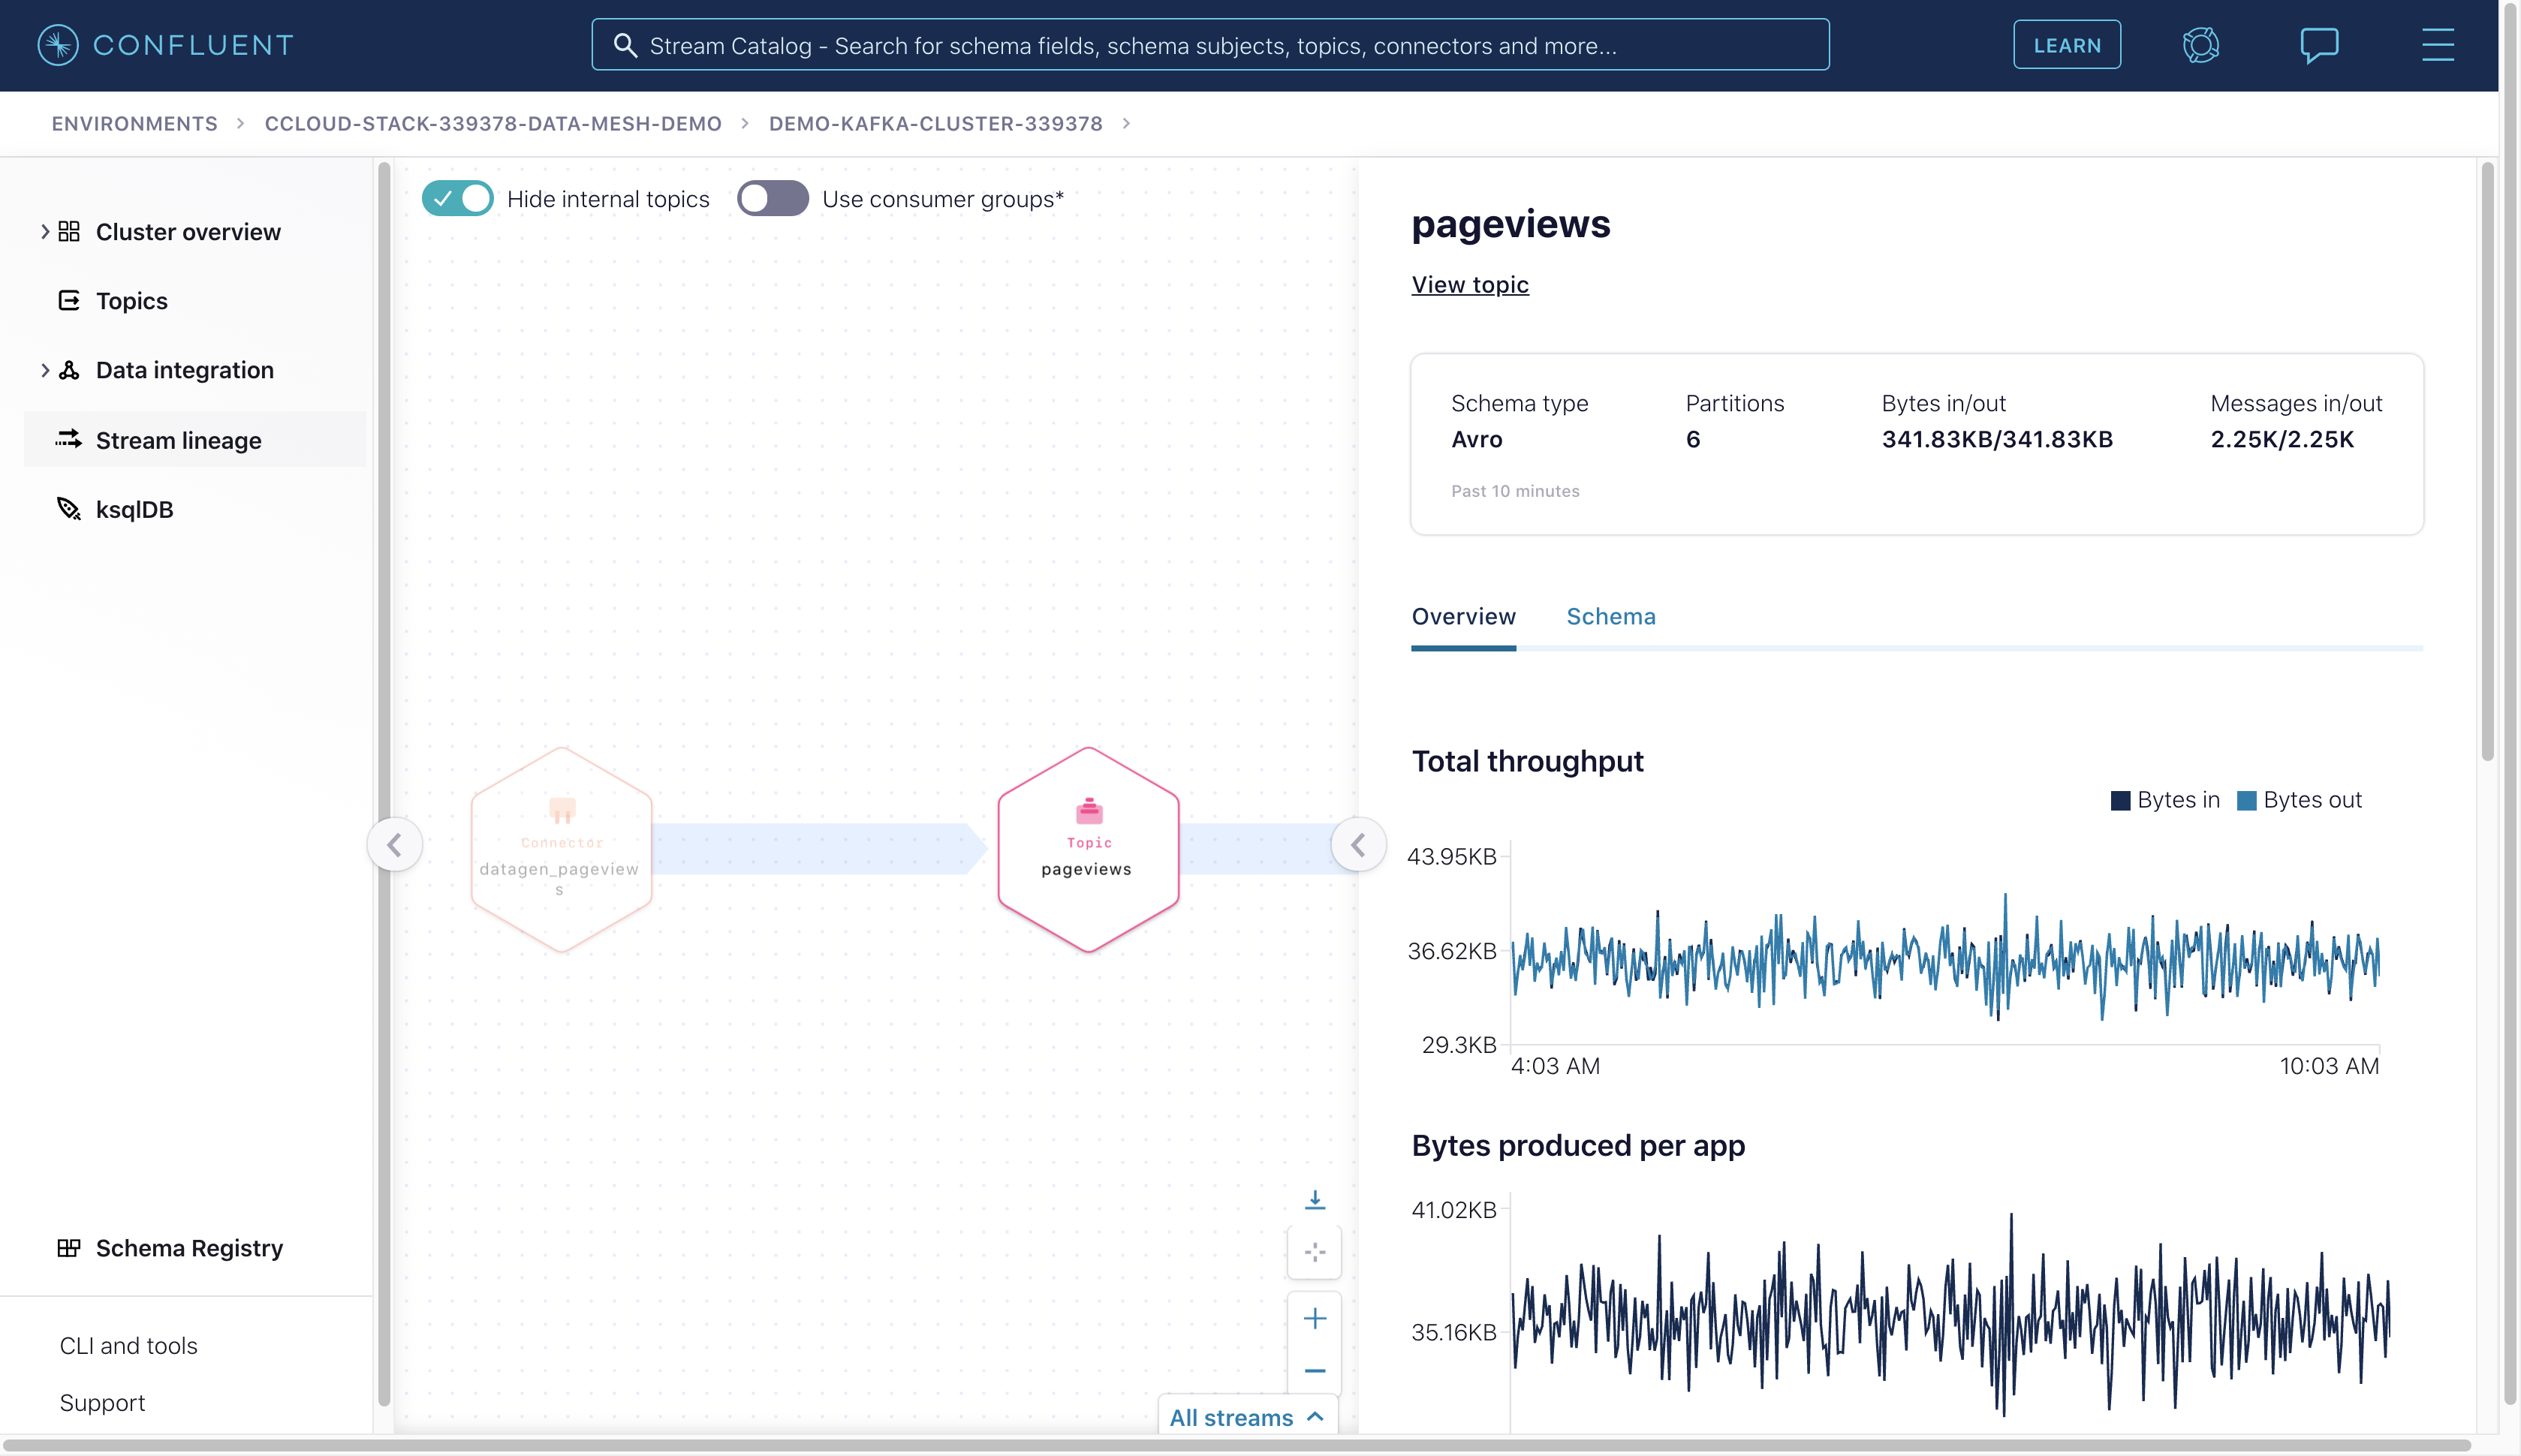 CONFLUENT
Stream Catalog - Search for schema fields, schema subjects, topics, connectors and more...
LEARN
ENVIRONMENTS > CCLOUD-STACK-339378-DATA-MESH-DEMO > DEMO-KAFKA-CLUSTER-339378 >
Cluster overview
Topics
Data integration
Stream lineage
ksqlDB
Schema Registry
CLI and tools
Support
Hide internal topics
Use consumer groups*
Connector
datagen_pageview
s
Topic
pageviews
All streams
pageviews
View topic
Schema type Partitions Bytes in/out Messages in/out
Avro 6 341.83KB/341.83KB 2.25K/2.25K
Past 10 minutes
Overview Schema
Total throughput
Bytes in Bytes out
43.95KB
36.62KB
29.3KB
4:03 AM 10:03 AM
Bytes produced per app
41.02KB
35.16KB